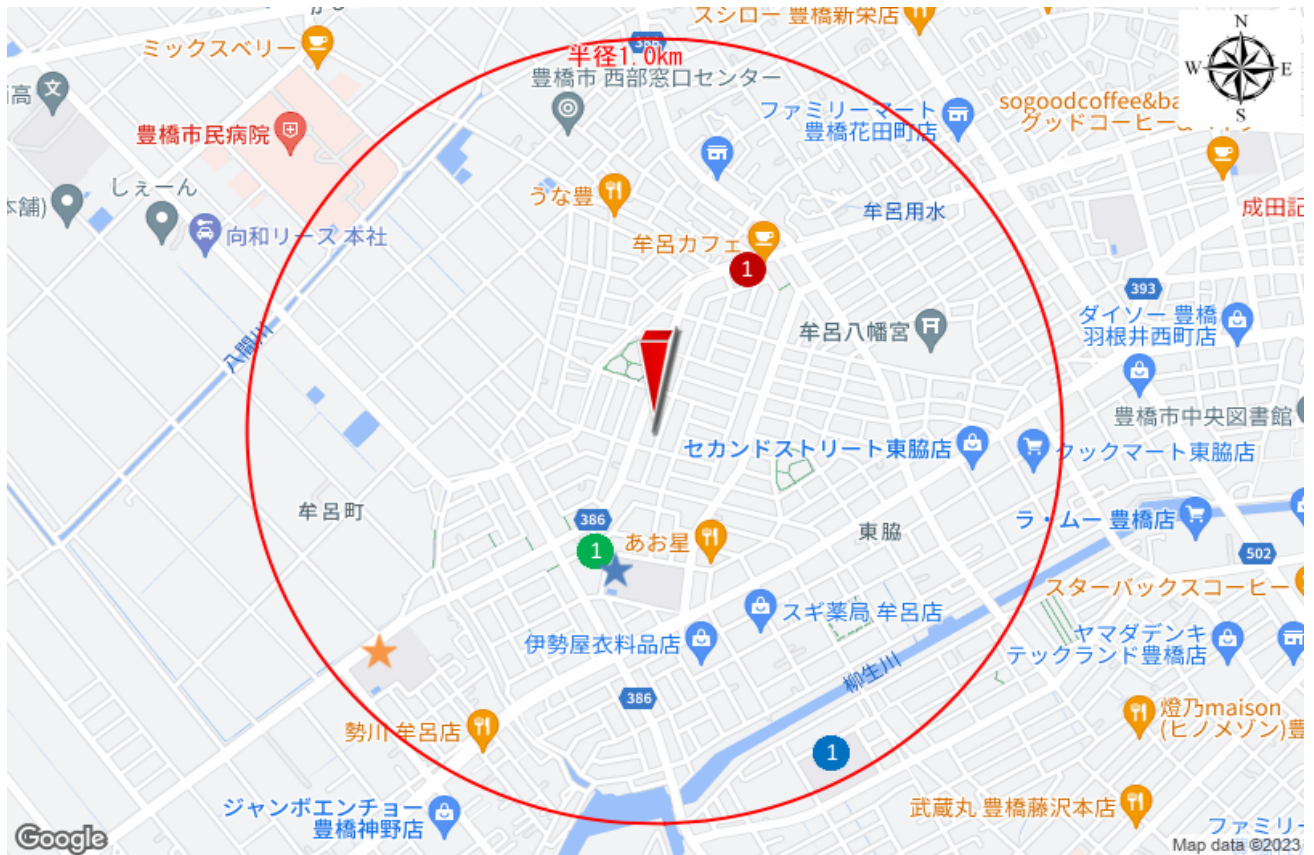 スシロー 豊橋新栄店
ミックスベリー
388
半径1.0km
豊橋市 西部窓口センター
N
W
E
S
高
豊橋市民病院
ファミリーマート
豊橋花田町店
sogoodcoffee&ba
グッドコーヒー&
しぇーん
本舗)
うな豊
牟呂用水
成田記
向和リース 本社
牟呂カフェ
1
393
ダイソー 豊橋
羽根井西町店
牟呂八幡宮
八間川
豊橋市中央図書館
セカンドストリート東脇店
クックマート東脇店
牟呂町
386
ラ・ムー 豊橋店
1
あお星
東脇
502
スターバックスコーヒー
スギ薬局 牟呂店
伊勢屋衣料品店
ヤマダデンキ
テックランド豊橋店
柳生川
386
勢川 牟呂店
燈乃maison
(ヒノメゾン)豊
1
ジャンボエンチョー
豊橋神野店
武蔵丸 豊橋藤沢本店
ファミリー
Google
Map data ©2023